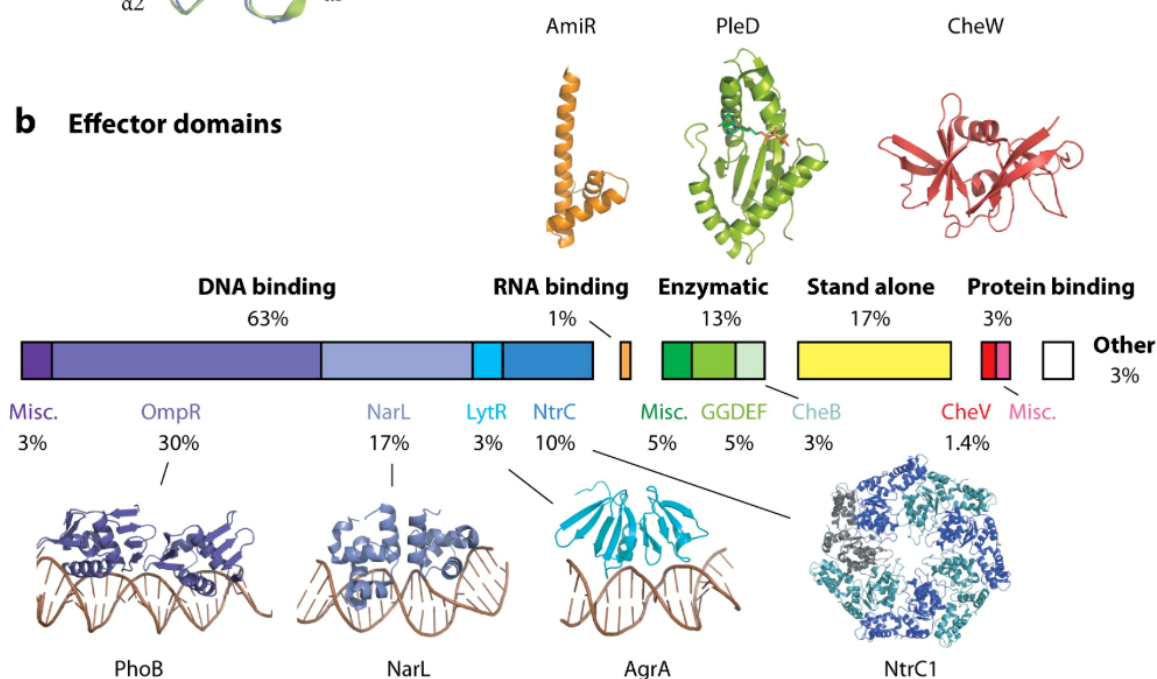 α2
AmiR PleD CheW
b Effector domains
DNA binding RNA binding Enzymatic Stand alone Protein binding
63% 1% 13% 17% 3%
Other
3%
Misc. OmpR NarL LytR NtrC Misc. GGDEF CheB CheV Misc.
3% 30% 17% 3% 10% 5% 5% 3% 1.4%
PhoB NarL AgrA NtrC1